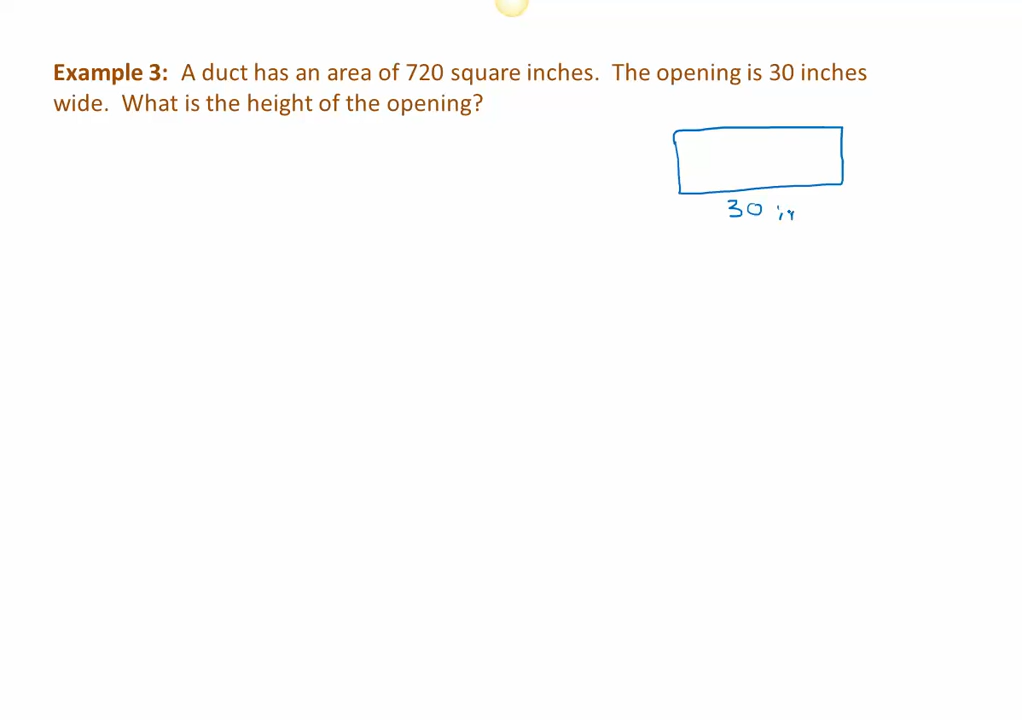 Example 3: A duct has an area of 720 square inches. The opening is 30 inches
wide. What is the height of the opening?
30 in